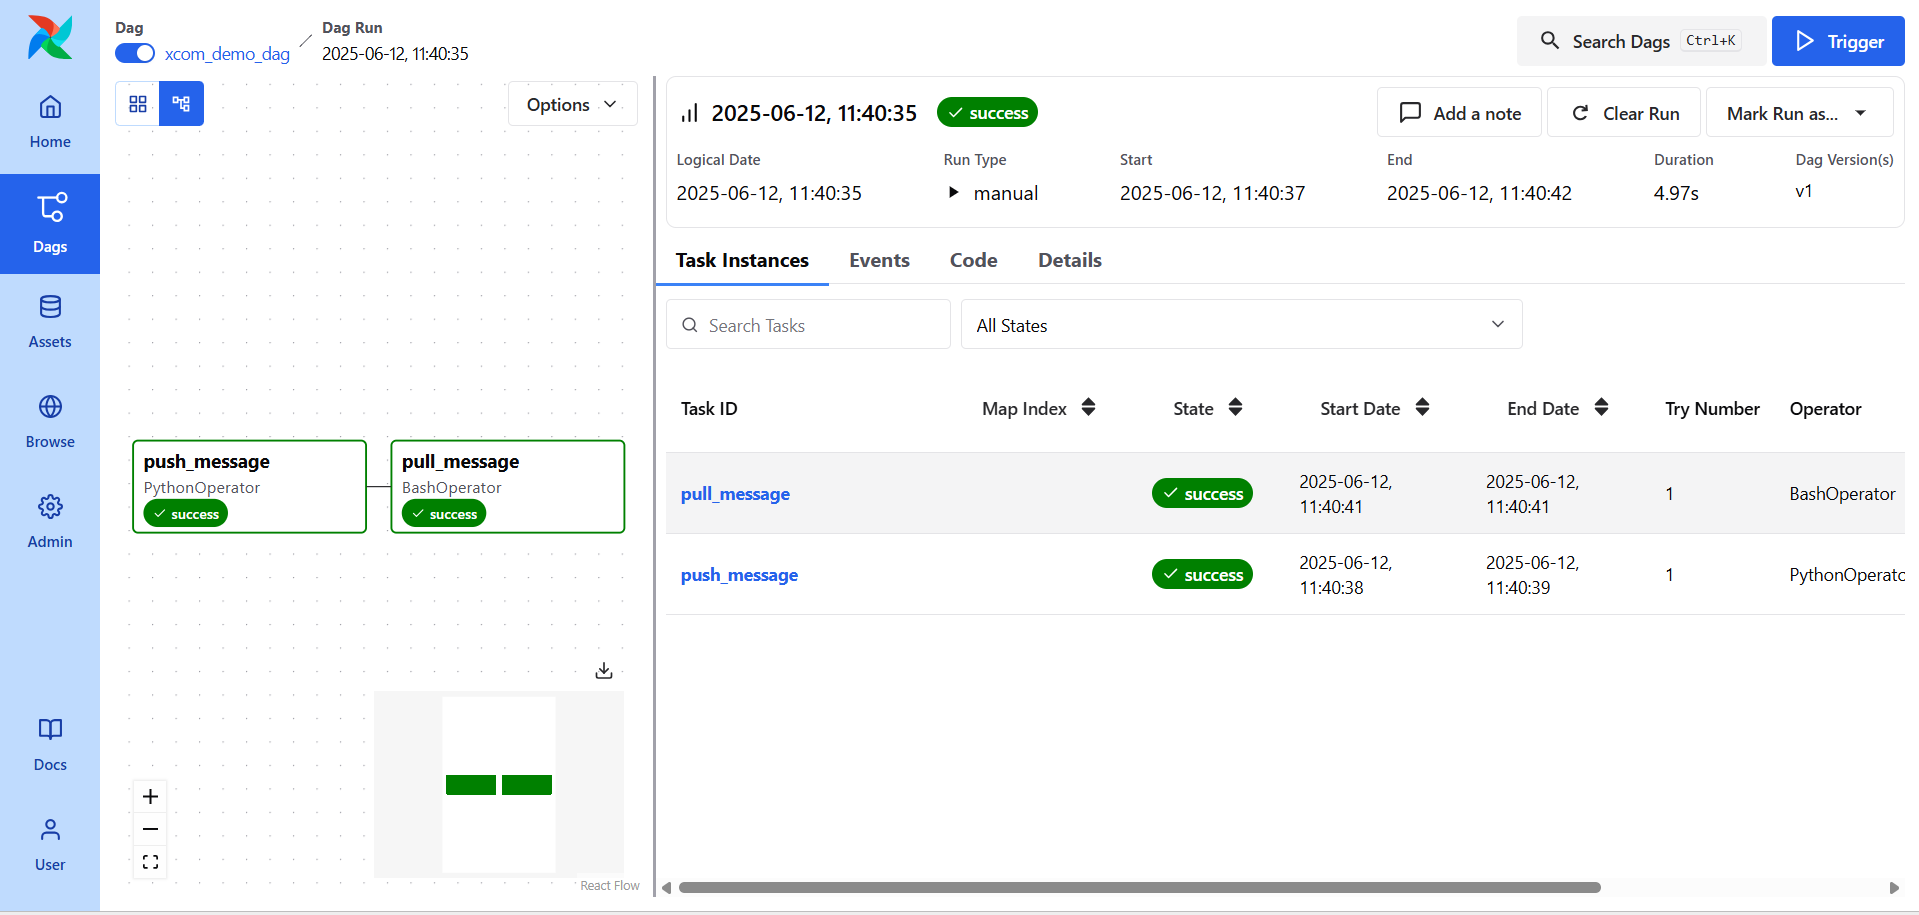 Dag
xcom_demo_dag
Dag Run
2025-06-12, 11:40:35
Search Dags Ctrl+K
Trigger
Home
Dags
Assets
Browse
Admin
Docs
User
Options
push_message
PythonOperator
success
pull_message
BashOperator
success
React Flow
2025-06-12, 11:40:35 success
Add a note
Clear Run
Mark Run as...
Logical Date Run Type Start End Duration Dag Version(s)
2025-06-12, 11:40:35 manual 2025-06-12, 11:40:37 2025-06-12, 11:40:42 4.97s v1
Task Instances Events Code Details
Search Tasks
All States
Task ID Map Index State Start Date End Date Try Number Operator
pull_message success 2025-06-12, 11:40:41 2025-06-12, 11:40:41 1 BashOperator
push_message success 2025-06-12, 11:40:38 2025-06-12, 11:40:39 1 PythonOperato